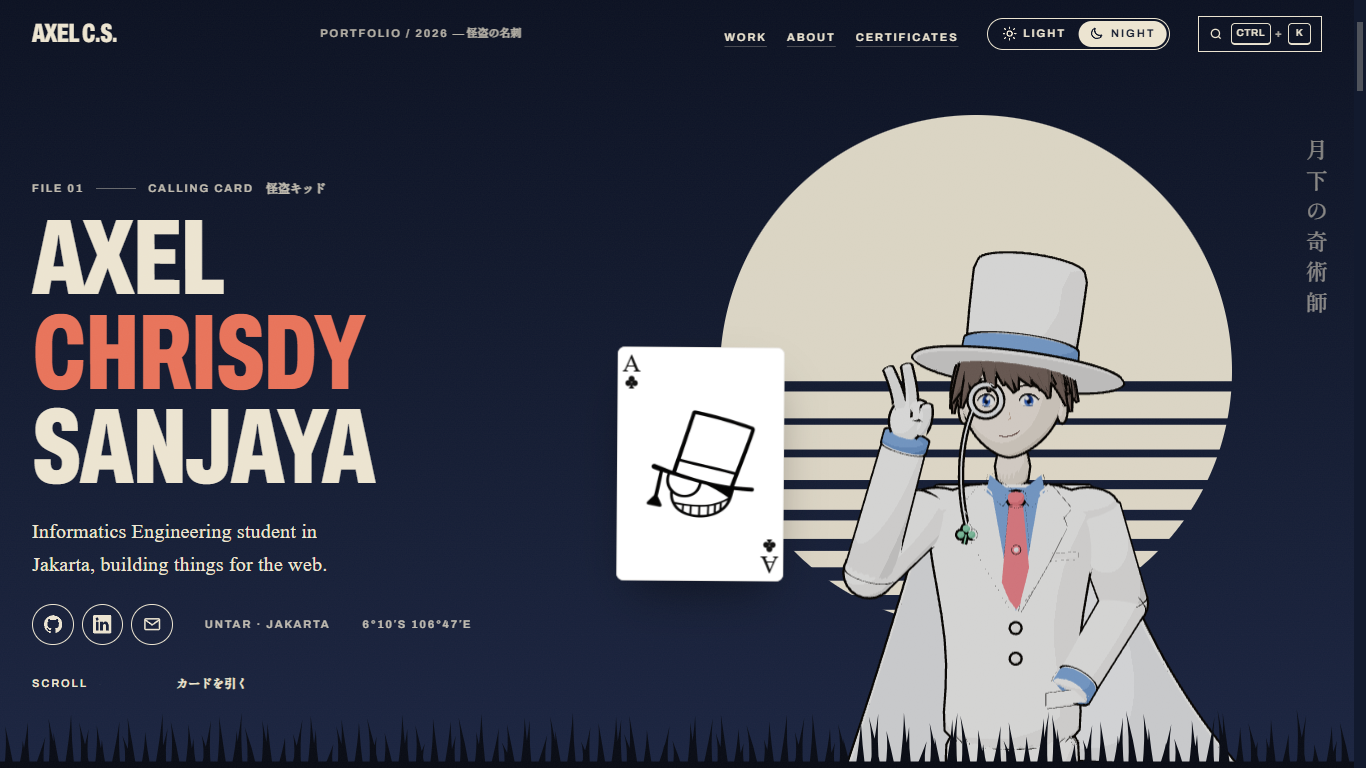 AXEL C.S.
PORTFOLIO / 2026 — 怪盗の名刺
WORK ABOUT CERTIFICATES
LIGHT NIGHT
CTRL + K
月下の奇術師
FILE 01 CALLING CARD 怪盗キッド
AXEL
CHRISDY
SANJAYA
Informatics Engineering student in
Jakarta, building things for the web.
UNTAR · JAKARTA 6°10'S 106°47'E
SCROLL カードを引く
A
A